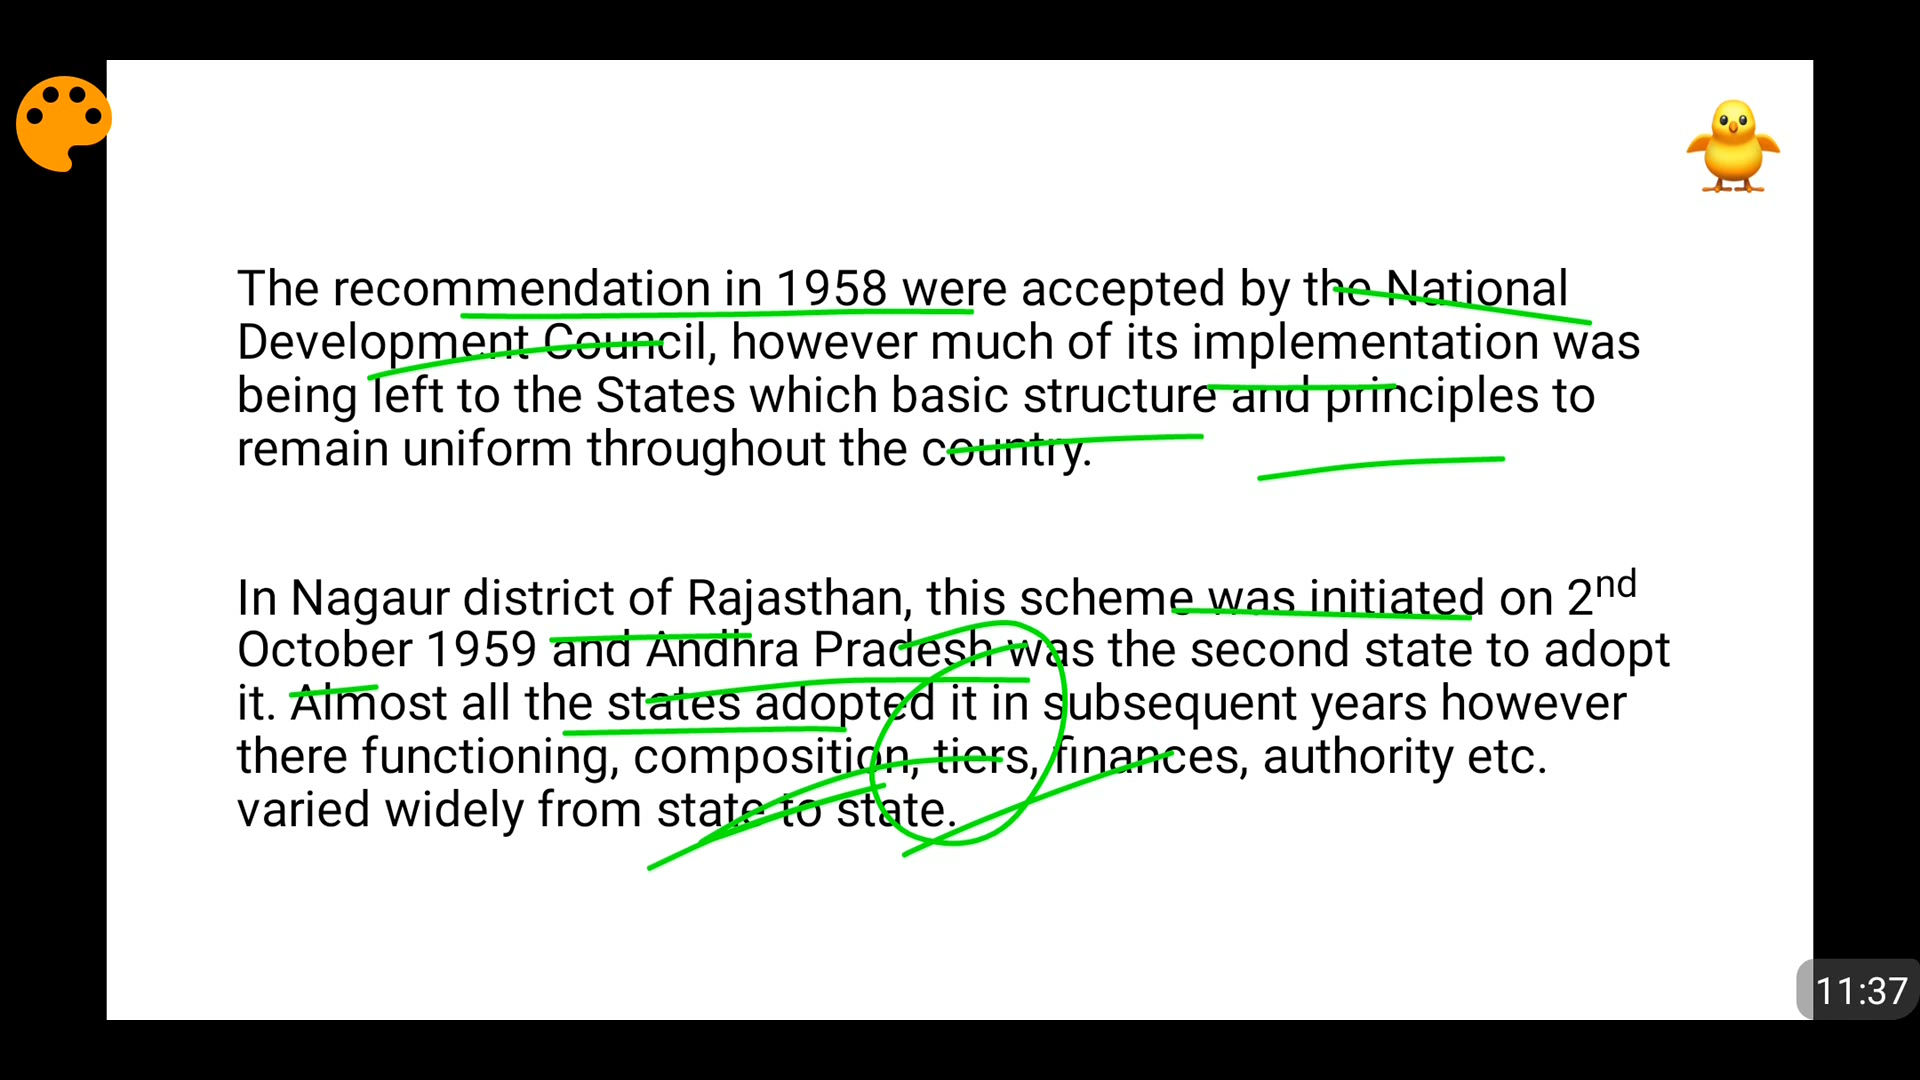 The recommendation in 1958 were accepted by the National
Development Council, however much of its implementation was
being left to the States which basic structure and principles to
remain uniform throughout the country.
In Nagaur district of Rajasthan, this scheme was initiated on 2nd
October 1959 and Andhra Pradesh was the second state to adopt
it. Almost all the states adopted it in subsequent years however
there functioning, composition, tiers, finances, authority etc.
varied widely from state to state.
11:37